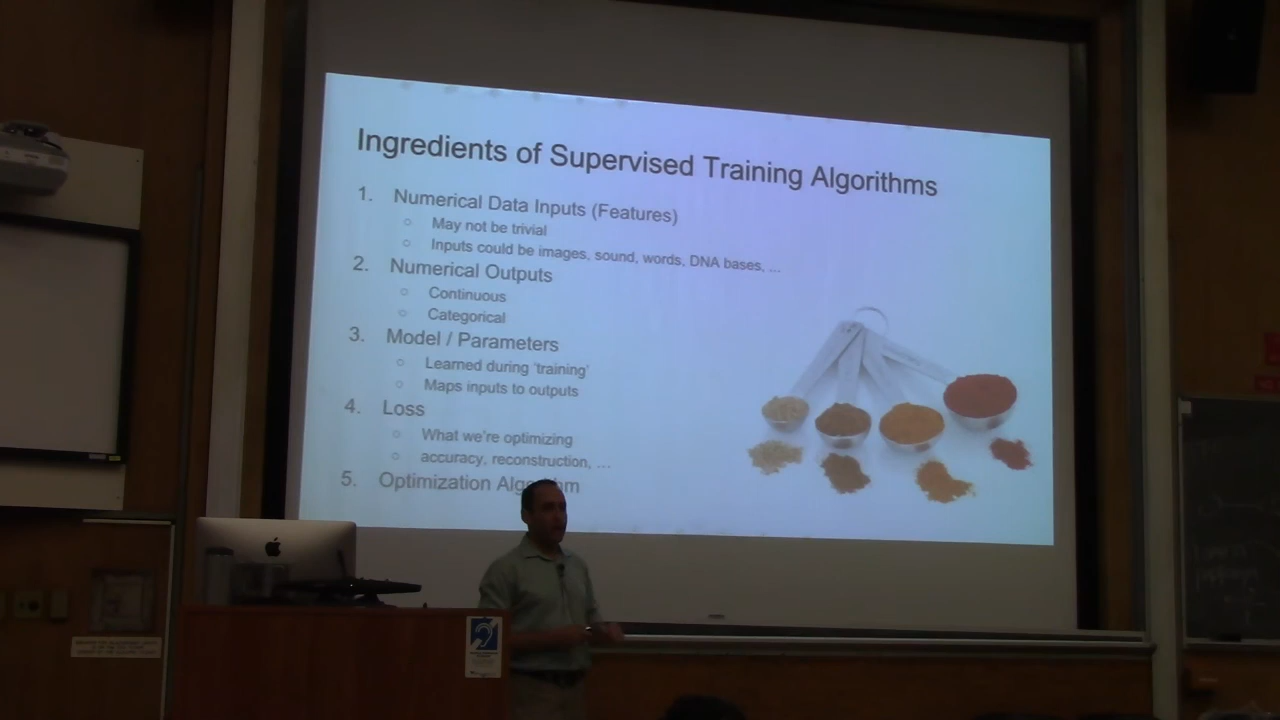 Ingredients of Supervised Training Algorithms
1. Numerical Data Inputs (Features)
○ May not be trivial
○ Inputs could be images, sound, words, DNA bases, ...
2. Numerical Outputs
○ Continuous
○ Categorical
3. Model / Parameters
○ Learned during 'training'
○ Maps inputs to outputs
4. Loss
○ What we're optimizing
○ accuracy, reconstruction, ...
5. Optimization Algorithm